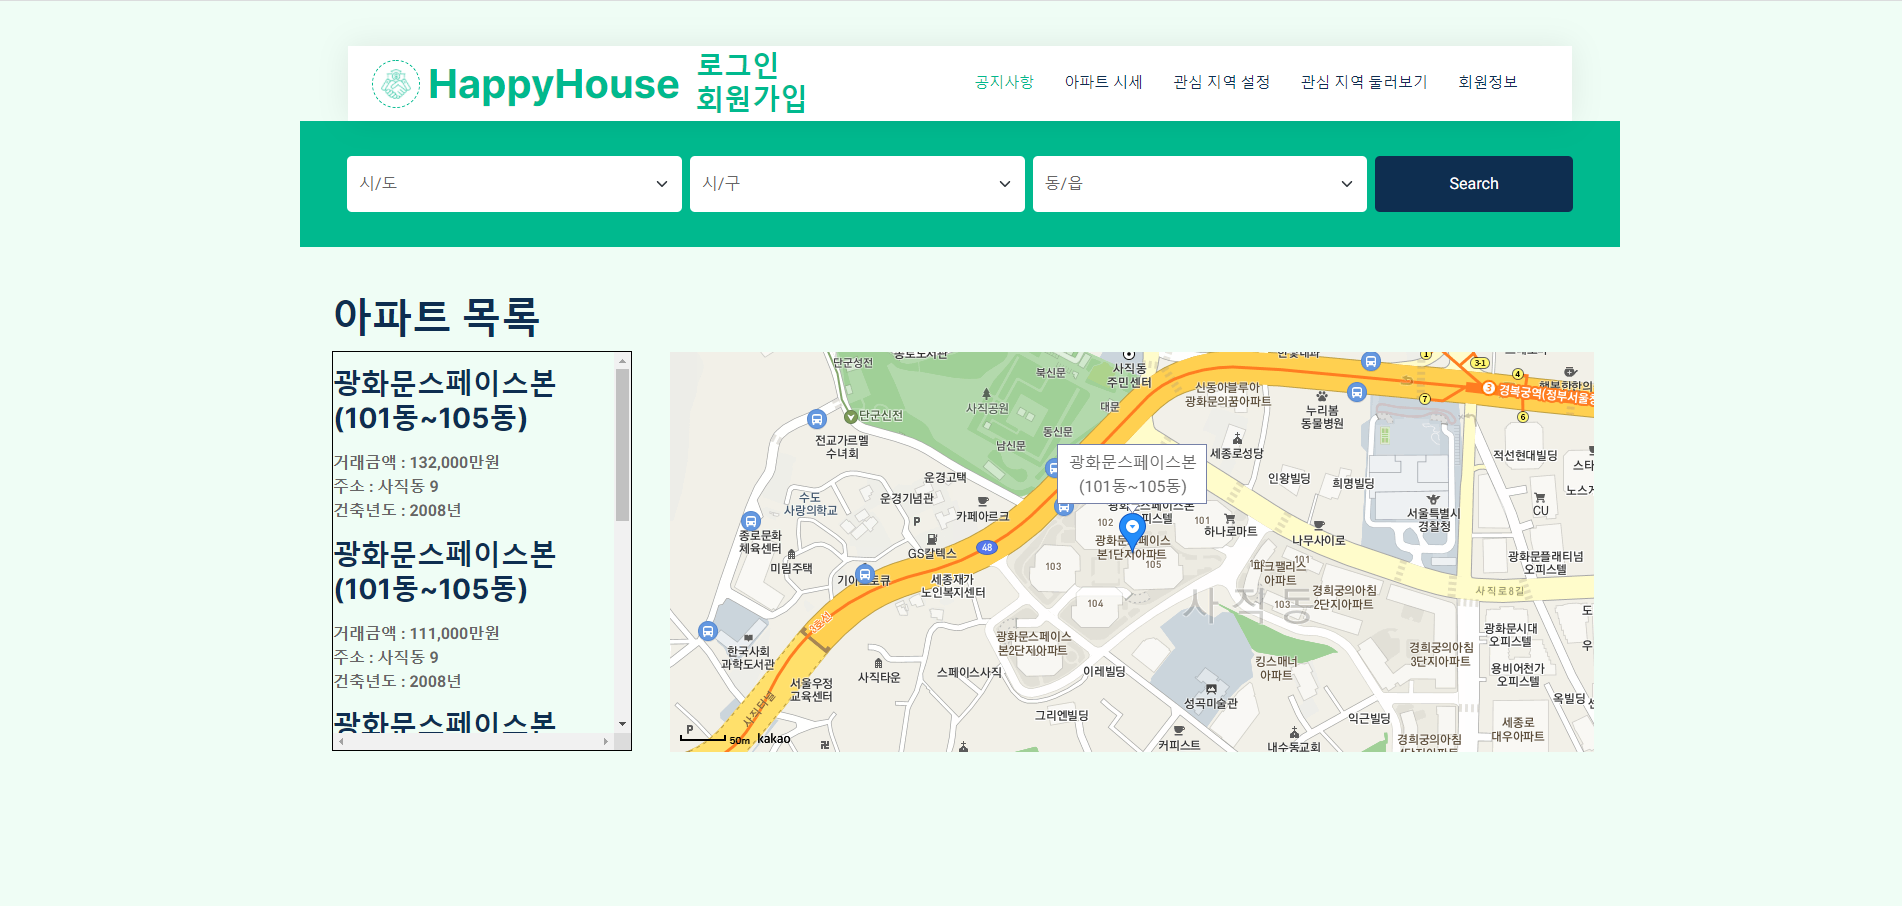 HappyHouse
로그인
회원가입
공지사항
아파트 시세
관심 지역 설정
관심 지역 둘러보기
회원정보
시/도
시/구
동/읍
Search
아파트 목록
광화문스페이스본
(101동~105동)
거래금액 : 132,000만원
주소 : 사직동 9
건축년도 : 2008년
광화문스페이스본
(101동~105동)
거래금액 : 111,000만원
주소 : 사직동 9
건축년도 : 2008년
광화문스페이스본
단군성전
종로도서관
북신문
사직동
주민센터
신동아블루아
광화문의꿈아파트
누리봄
동물병원
1
3-1
4
7
6
3
경복궁역(정부서울청
사직공원
대문
단군신전
동신문
남신문
전교가르멜
수녀회
세종로성당
적선현대빌딩
스타
운경고택
인왕빌딩
희명빌딩
노스거
광화문스페이스본
(101동~105동)
수도
사랑의학교
운경기념관
P
카페아르크
102
101
하나로마트
서울특별시
경찰청
CU
종로문화
체육센터
GS칼텍스
48
나무사이로
본1단지아파트
103
105
104
파크팰리스
아파트
101
103
광화문플래티넘
오피스텔
미림주택
세종재가
노인복지센터
경희궁의아침
2단지아파트
사직로8길
사직동
3호선
한국사회
과학도서관
광화문스페이스
본2단지아파트
광화문시대
오피스텔
경희궁의아침
3단지아파트
사직타운
스페이스사직
이레빌딩
킹스매너
아파트
용비어천가
오피스텔
서울우정
교육센터
사직터널
성곡미술관
옥빌딩
그리엔빌딩
익근빌딩
세종로
대우아파트
P
50m
kakao
커피스트
내수동교회
경희궁의아침